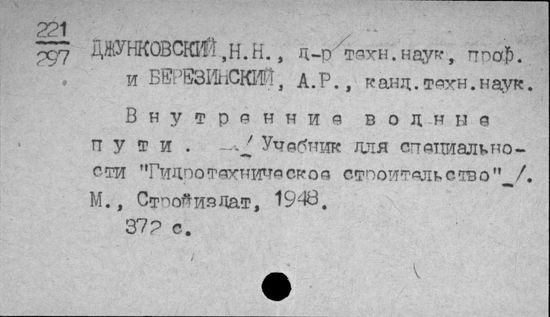 221
297
ДЖУНКОВСКИЙ, Н.Н., д-р техн.наук, проф.
и БЕРЕЗИНСКИЙ, А.Р., канд.техн.наук.
Внутренние водные
пути. _/ Учебник для специально-
сти "Гидротехническое строительство"_/.
М., Стройиздат, 1948.
372 с.